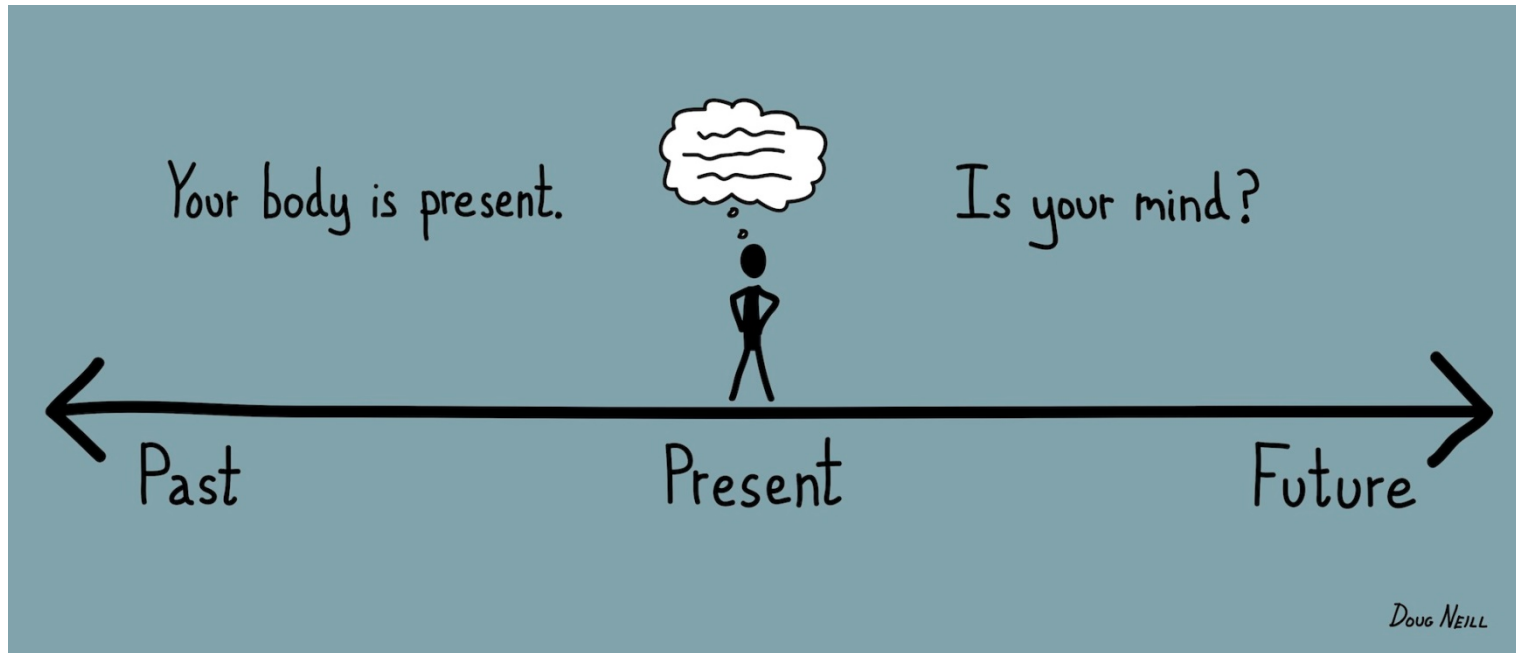 Your body is present.
Is your mind?
Past
Present
Future
Doug Neill